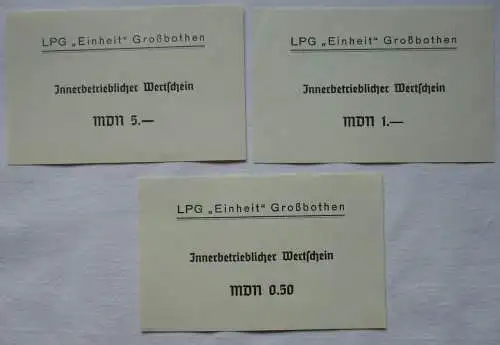 LPG „Einheit" Großbothen
Innerbetrieblicher Wertschein
MDN 5.—
LPG „Einheit" Großbothen
Innerbetrieblicher Wertschein
MDN 1.—
LPG „Einheit" Großbothen
Innerbetrieblicher Wertschein
MDN 0.50